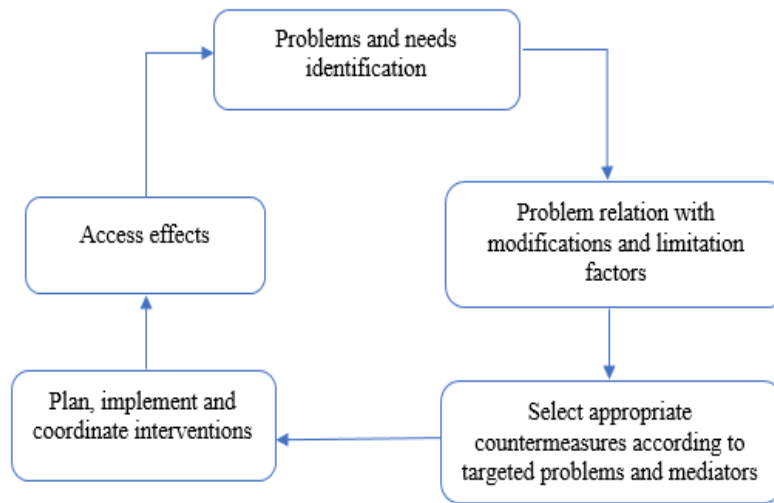 Problems and needs
identification
Problem relation with
modifications and limitation
factors
Select appropriate
countermeasures according to
targeted problems and mediators
Plan, implement and
coordinate interventions
Access effects